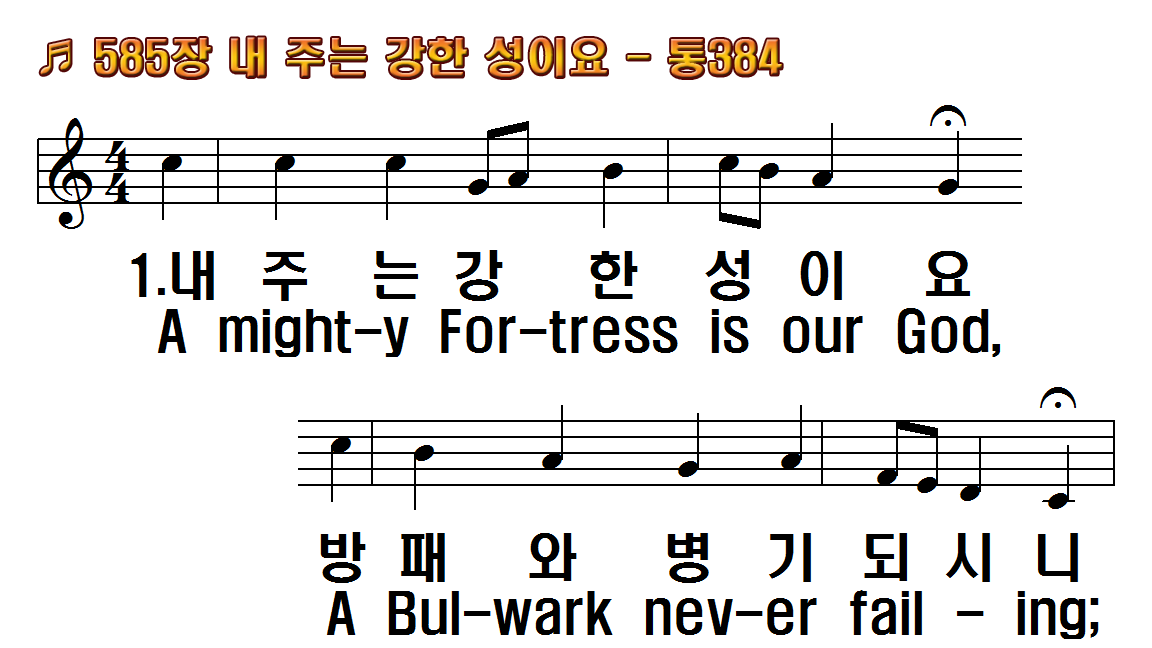 ♬ 585장 내 주는 강한 성이요 - 통384
4
4
1.내 주 는 강 한 성 이 요
A might-y For-tress is our God,
방 패 와 병 기 되 시 니
A Bul-wark nev-er fail - ing;